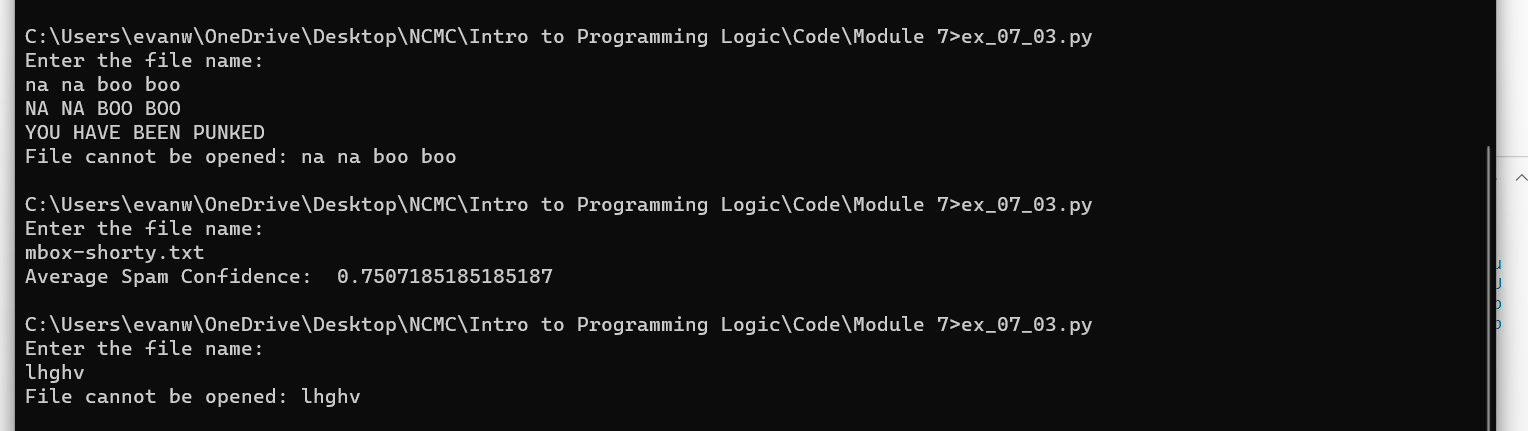 C:\Users\evanw\OneDrive\Desktop\NCMC\Intro to Programming Logic\Code\Module 7>ex_07_03.py
Enter the file name:
na na boo boo
NA NA BOO BOO
YOU HAVE BEEN PUNKED
File cannot be opened: na na boo boo
C:\Users\evanw\OneDrive\Desktop\NCMC\Intro to Programming Logic\Code\Module 7>ex_07_03.py
Enter the file name:
mbox-shorty.txt
Average Spam Confidence:  0.7507185185185187
C:\Users\evanw\OneDrive\Desktop\NCMC\Intro to Programming Logic\Code\Module 7>ex_07_03.py
Enter the file name:
lhghv
File cannot be opened: lhghv